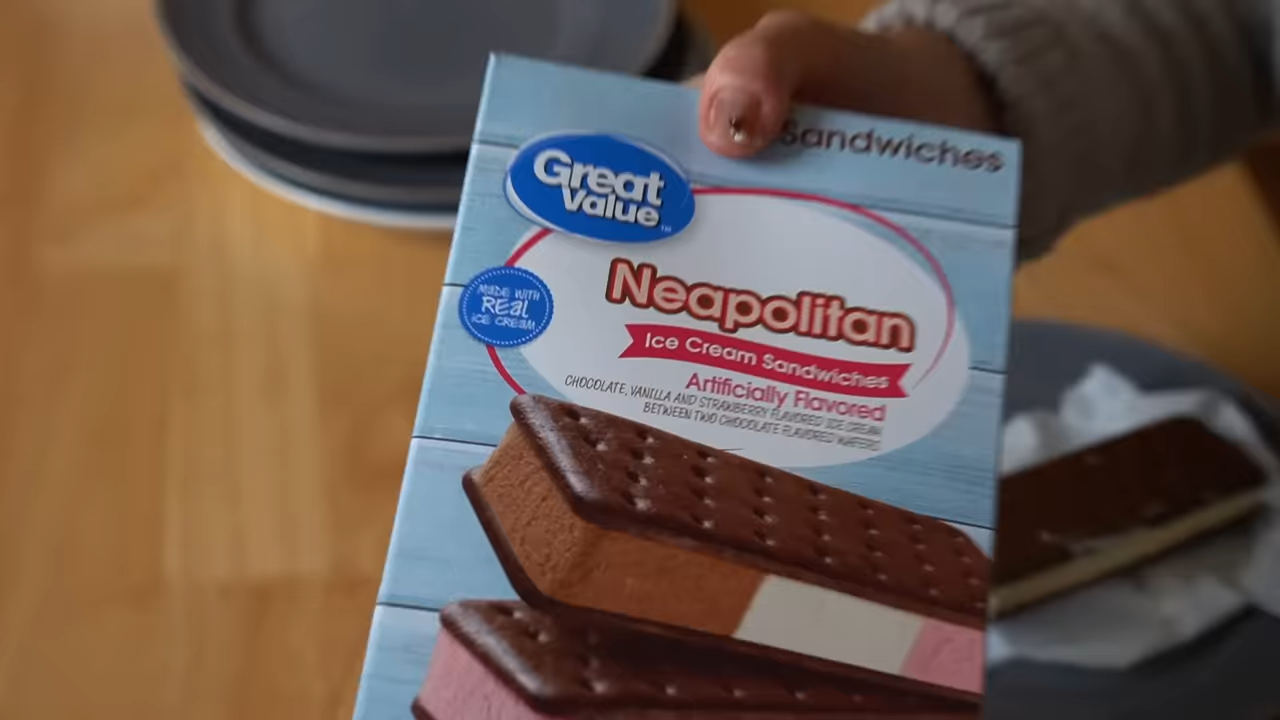 Sandwiches
Great
Value™
MADE WITH
REAL
ICE CREAM
Neapolitan
Ice Cream Sandwiches
Artificially Flavored
CHOCOLATE, VANILLA AND STRAWBERRY FLAVORED ICE CREAM
BETWEEN TWO CHOCOLATE FLAVORED WAFERS